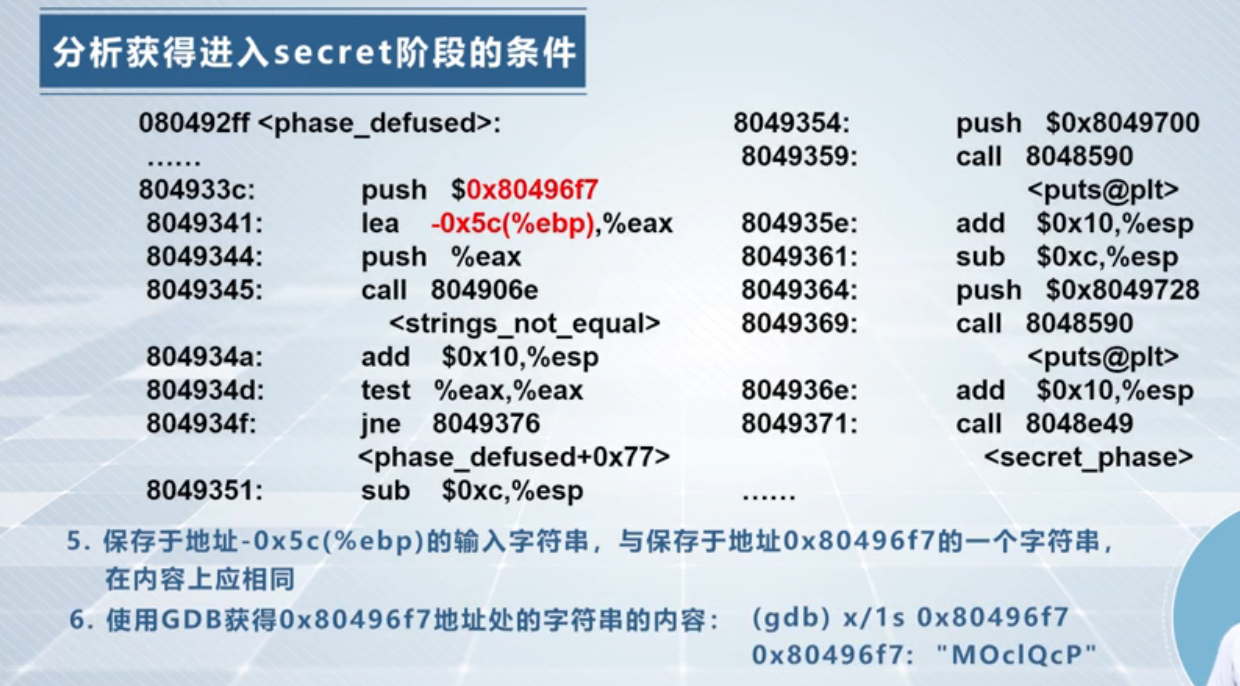 分析获得进入secret阶段的条件
080492ff <phase_defused>:
……
804933c: push $0x80496f7
8049341: lea -0x5c(%ebp),%eax
8049344: push %eax
8049345: call 804906e
<strings_not_equal>
804934a: add $0x10,%esp
804934d: test %eax,%eax
804934f: jne 8049376
<phase_defused+0x77>
8049351: sub $0xc,%esp
8049354: push $0x8049700
8049359: call 8048590
<puts@plt>
804935e: add $0x10,%esp
8049361: sub $0xc,%esp
8049364: push $0x8049728
8049369: call 8048590
<puts@plt>
804936e: add $0x10,%esp
8049371: call 8048e49
<secret_phase>
……
5. 保存于地址-0x5c(%ebp)的输入字符串，与保存于地址0x80496f7的一个字符串，
在内容上应相同
6. 使用GDB获得0x80496f7地址处的字符串的内容： (gdb) x/1s 0x80496f7
0x80496f7: "MOclQcP"